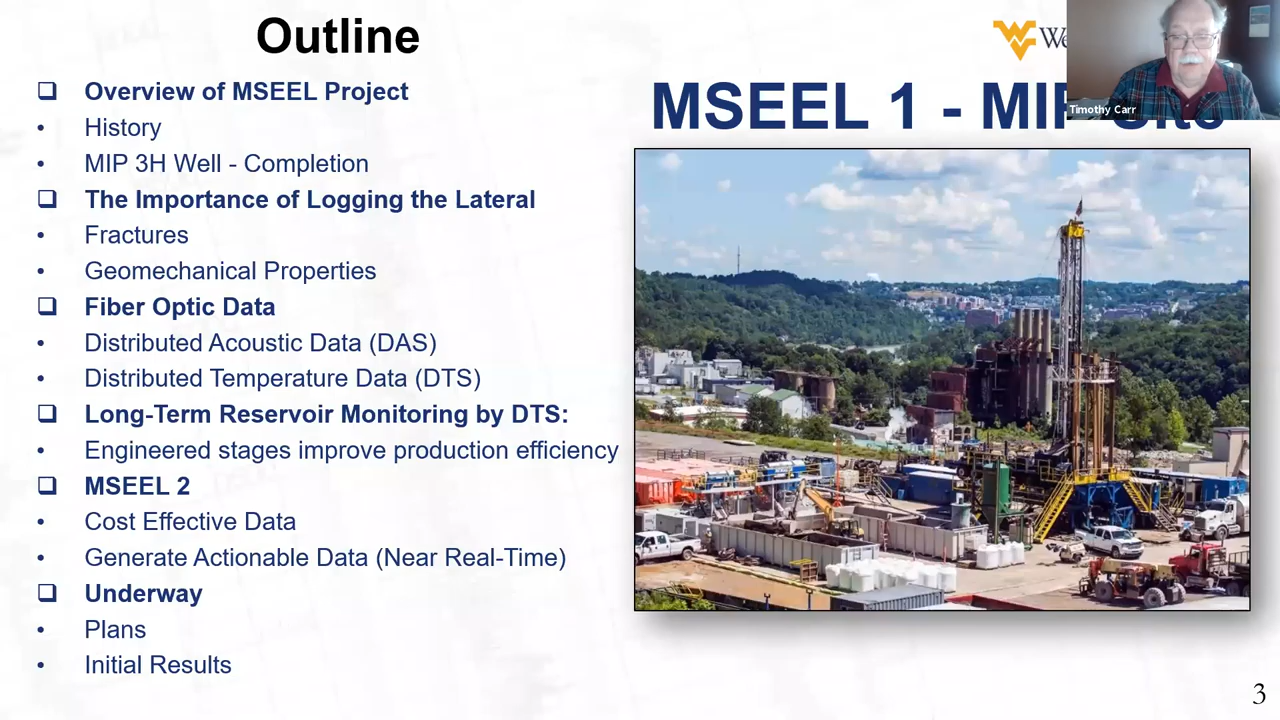 Outline
Overview of MSEEL Project
History
MIP 3H Well - Completion
The Importance of Logging the Lateral
Fractures
Geomechanical Properties
Fiber Optic Data
Distributed Acoustic Data (DAS)
Distributed Temperature Data (DTS)
Long-Term Reservoir Monitoring by DTS:
Engineered stages improve production efficiency
MSEEL 2
Cost Effective Data
Generate Actionable Data (Near Real-Time)
Underway
Plans
Initial Results
MSEEL 1 -
Timothy Carr
3